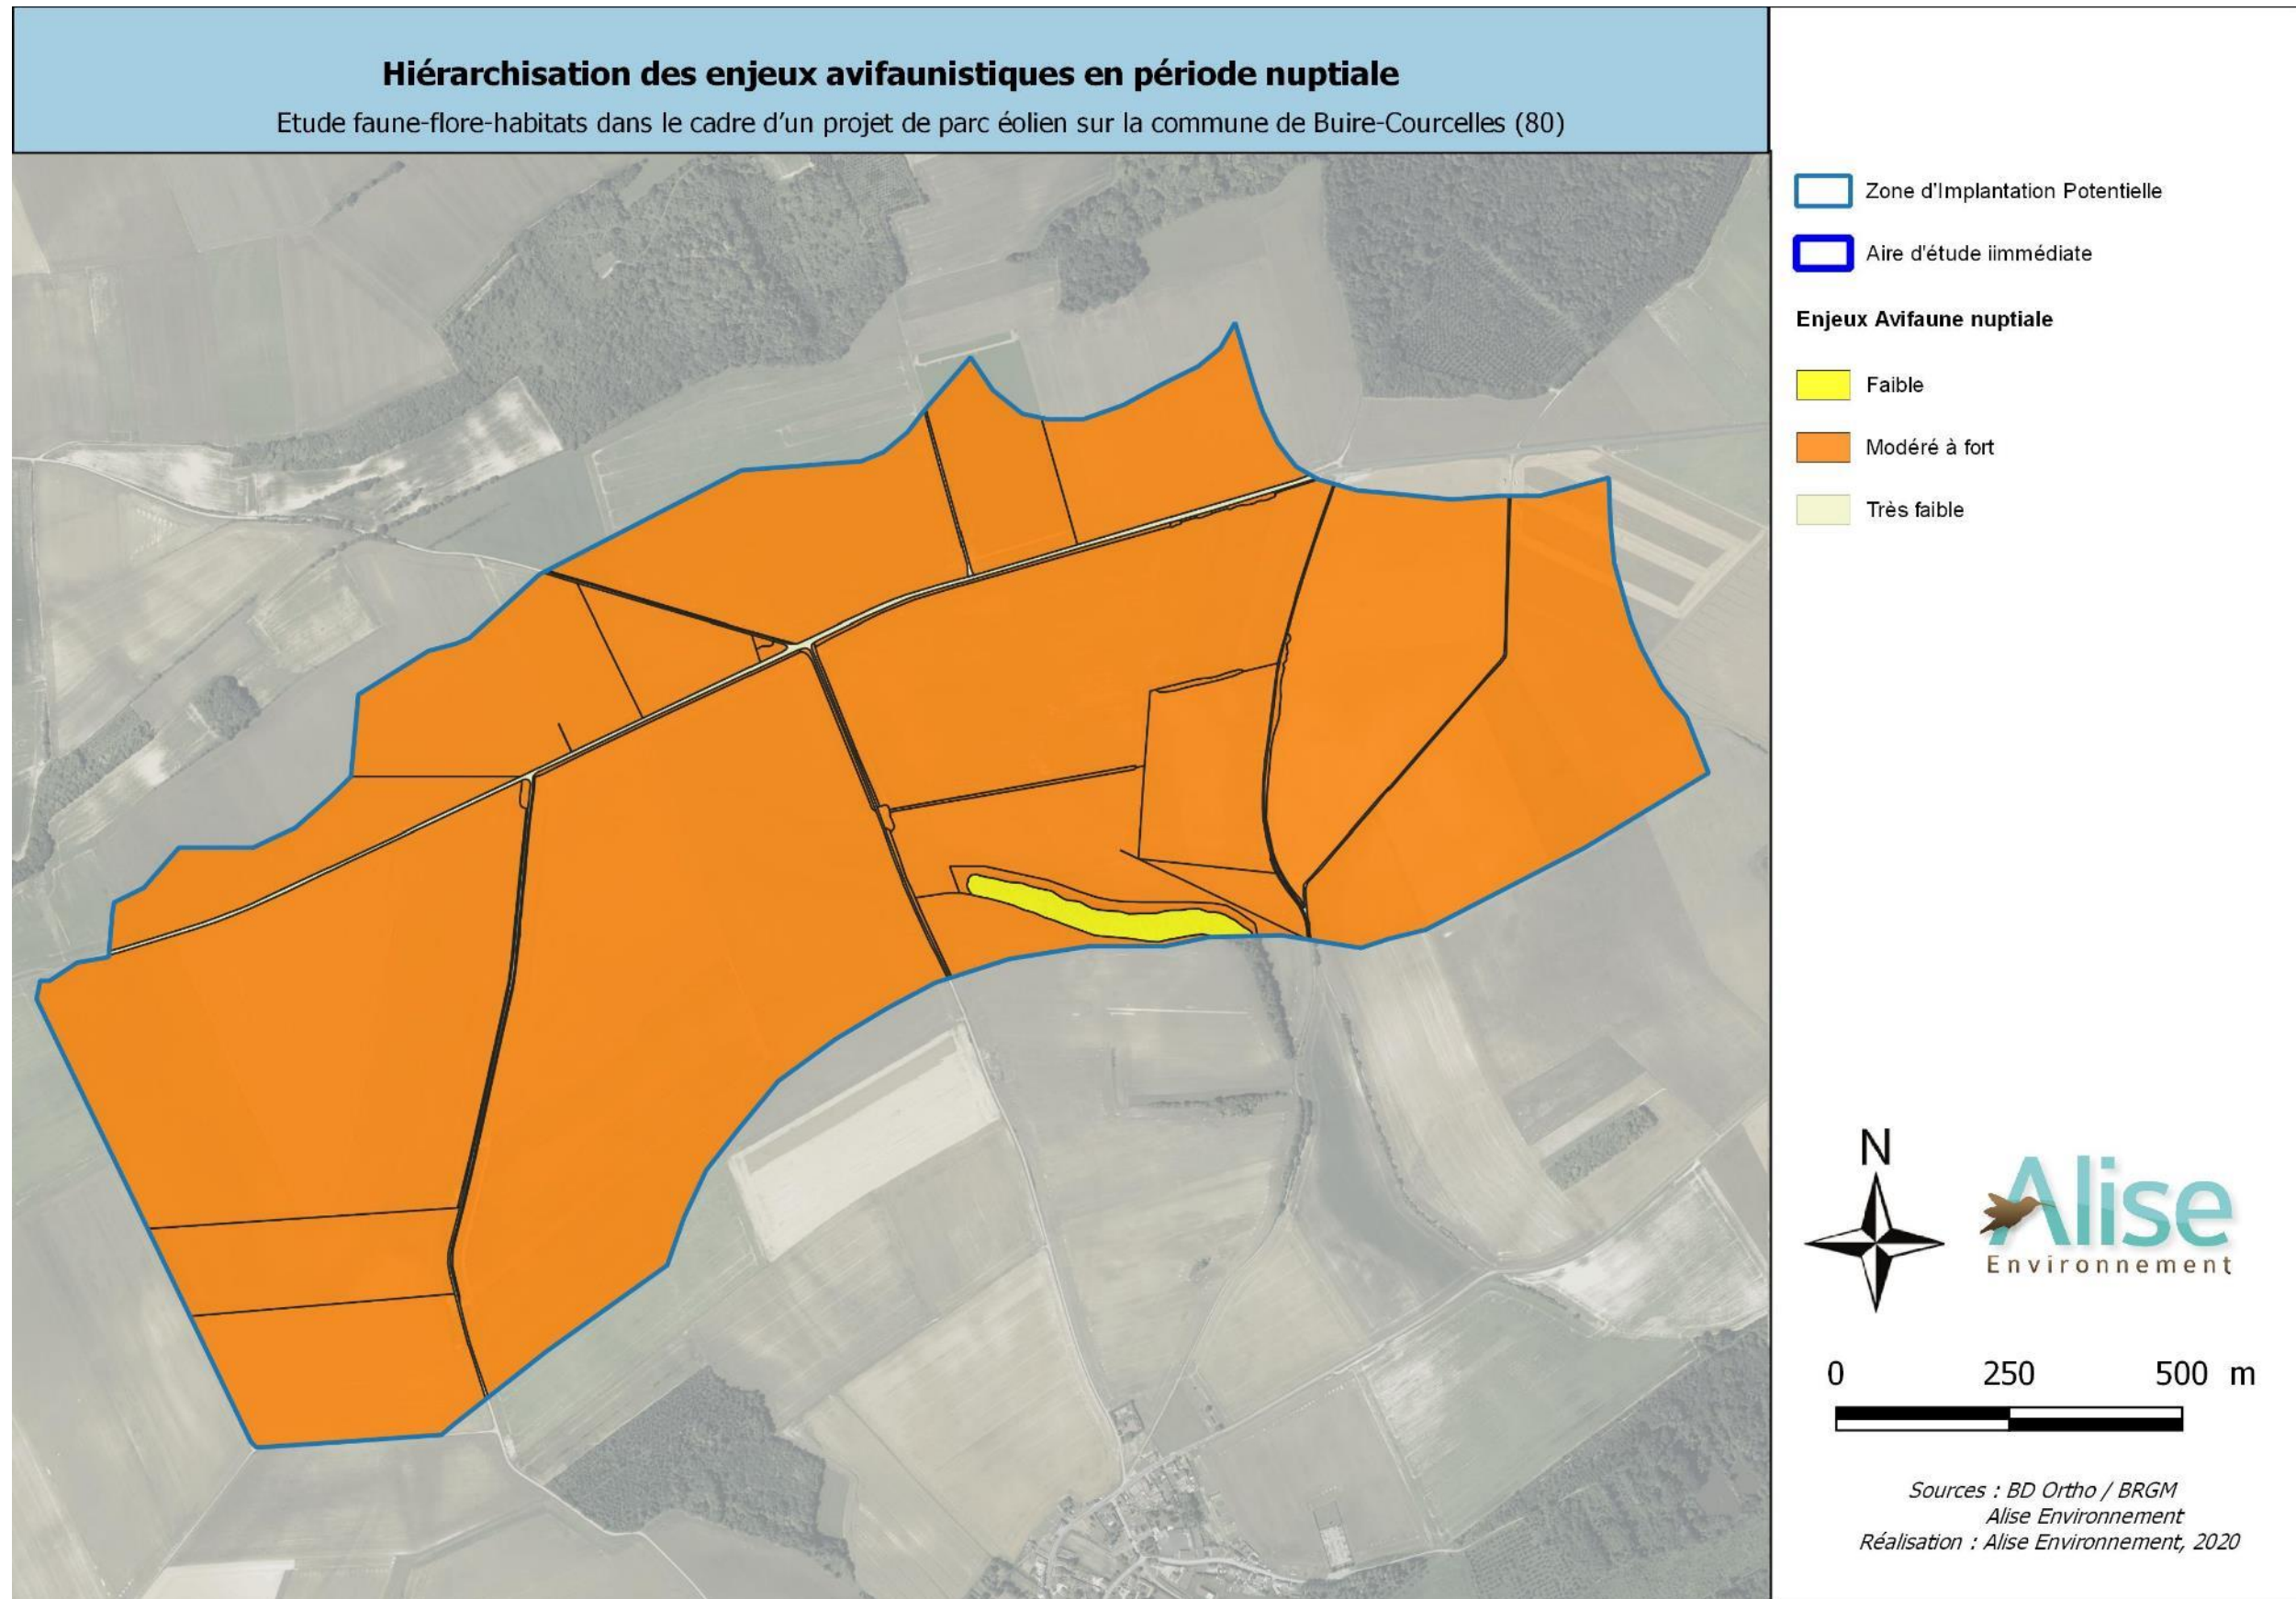 Hiérarchisation des enjeux avifaunistiques en période nuptiale
Etude faune-flore-habitats dans le cadre d'un projet de parc éolien sur la commune de Buire-Courcelles (80)
Zone d'Implantation Potentielle
Aire d'étude iimmédiate
Enjeux Avifaune nuptiale
Faible
Modéré à fort
Très faible
N
Alise
Environnement
0 250 500 m
Sources : BD Ortho / BRGM
Alise Environnement
Réalisation : Alise Environnement, 2020